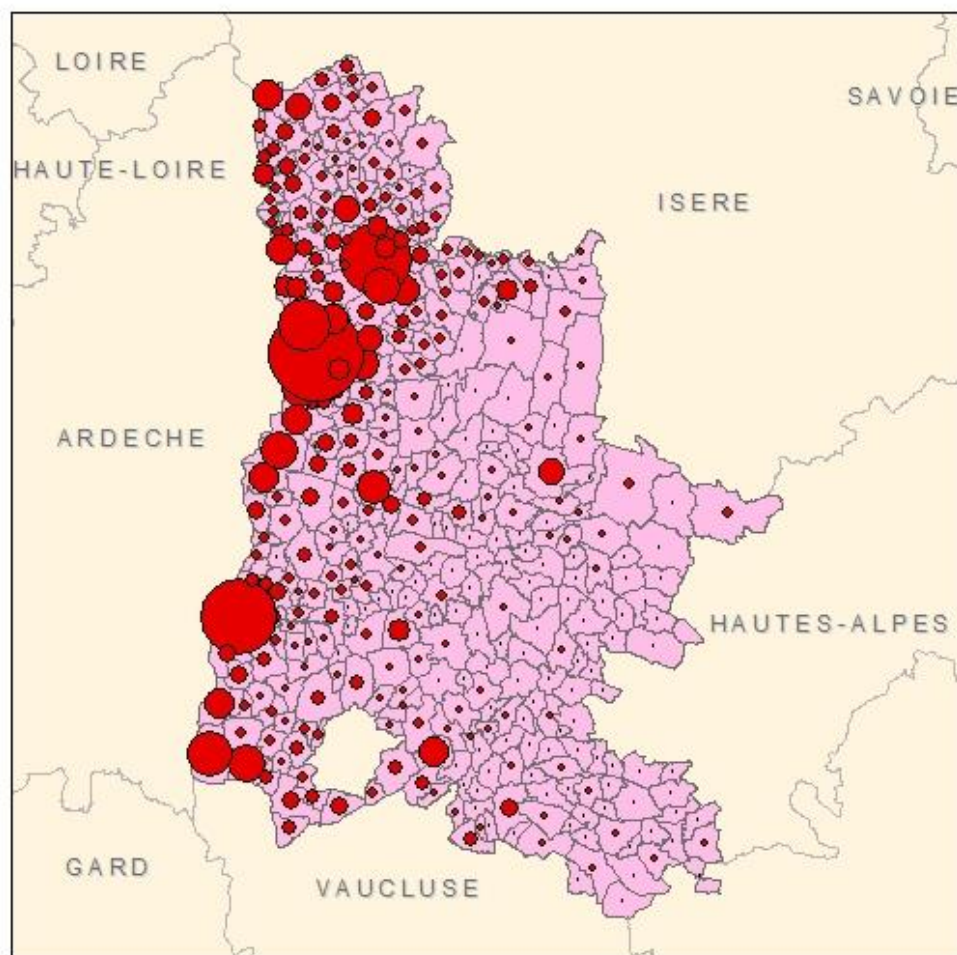 LOIRE
SAVOIE
HAUTE-LOIRE
ISERE
ARDECHE
HAUTES-ALPES
GARD
VAUCLUSE